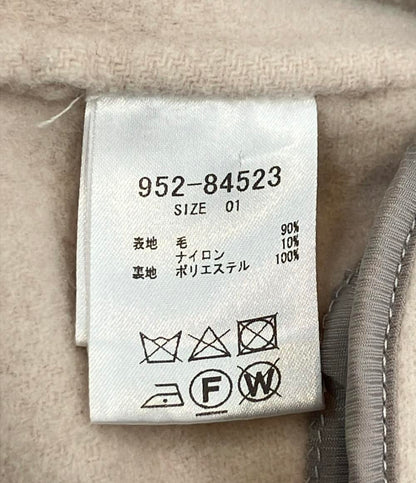 952-84523
SIZE 01
表地 毛 90%
ナイロン 10%
裏地 ポリエステル 100%
F W